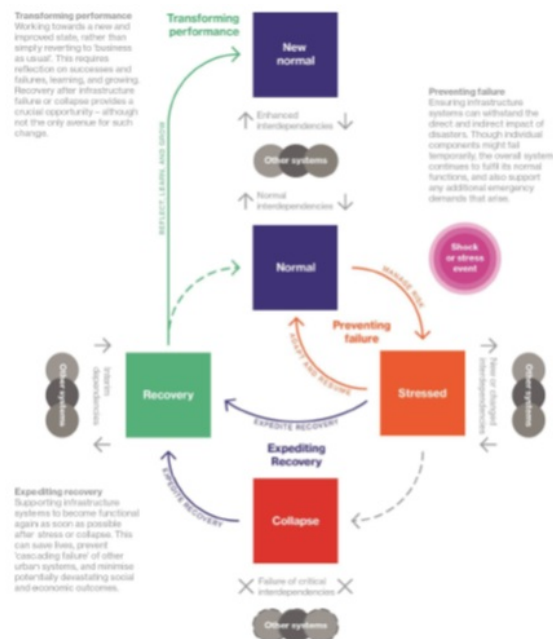 Transforming performance
Working towards a new and
improved state, rather than
simply reverting to 'business
as usual'. This requires
reflection on successes and
failures, learning, and growing.
Recovery after infrastructure
failure or collapse provides a
crucial opportunity – although
not the only avenue for such
change.
Transforming
performance
New
normal
Enhanced
interdependencies
Other systems
Normal
interdependencies
REFLECT, LEARN, AND GROW
Preventing failure
Ensuring infrastructure
systems can withstand the
direct and indirect impact of
disasters. Though individual
components might fail
temporarily, the overall system
continues to fulfil its normal
functions, and also support
any additional emergency
demands that arise.
Shock
or stress
event
Normal
MANAGE RISK
Preventing
failure
ADAPT AND RESUME
Other systems
Interim
dependencies
Recovery
Stressed
New or changed
interdependencies
Other systems
EXPEDITE RECOVERY
Expediting
Recovery
EXPEDITE RECOVERY
Collapse
Expediting recovery
Supporting infrastructure
systems to become functional
again as soon as possible
after stress or collapse. This
can save lives, prevent
'cascading failure' of other
urban systems, and minimise
potentially devastating social
and economic outcomes.
Failure of critical
interdependencies
Other systems